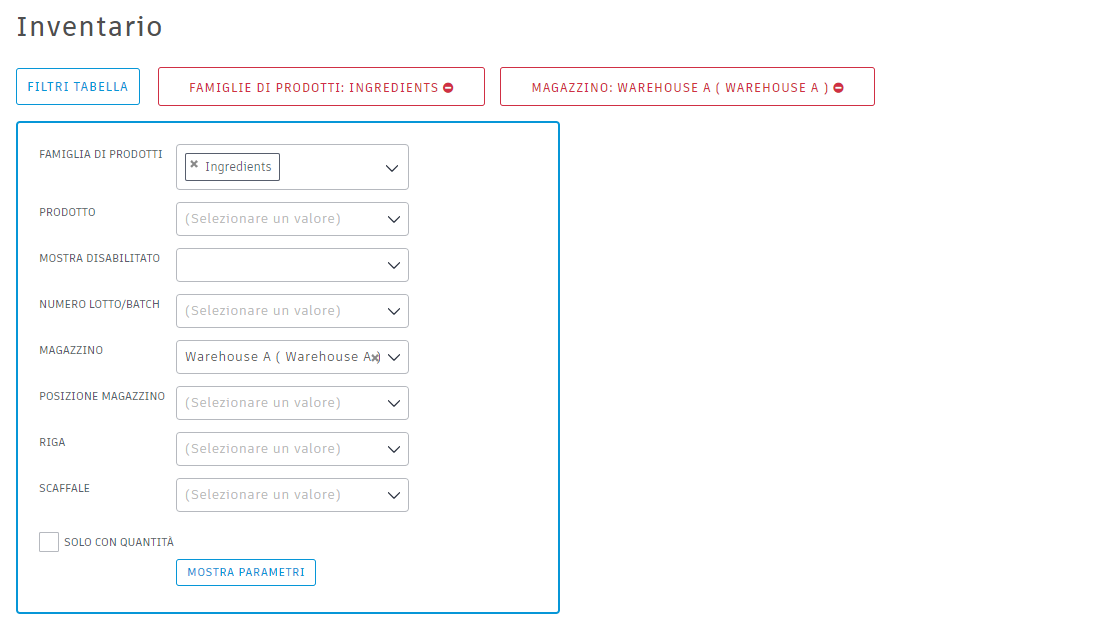 Inventario
FILTRI TABELLA
FAMIGLIE DI PRODOTTI: INGREDIENTS
MAGAZZINO: WAREHOUSE A ( WAREHOUSE A )
FAMIGLIA DI PRODOTTI
Ingredients
PRODOTTO
(Selezionare un valore)
MOSTRA DISABILITATO
NUMERO LOTTO/BATCH
(Selezionare un valore)
MAGAZZINO
Warehouse A ( Warehouse A )
POSIZIONE MAGAZZINO
(Selezionare un valore)
RIGA
(Selezionare un valore)
SCAFFALE
(Selezionare un valore)
SOLO CON QUANTITÀ
MOSTRA PARAMETRI